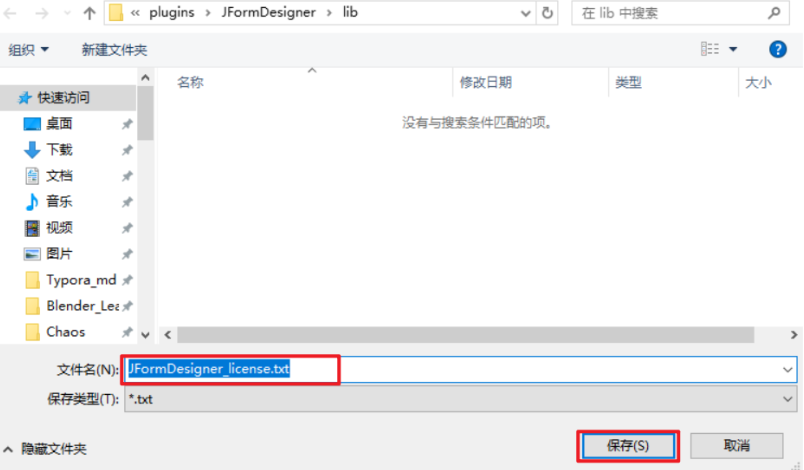 « plugins › JFormDesigner › lib
在 lib 中搜索
组织
新建文件夹
?
名称
修改日期
类型
大小
没有与搜索条件匹配的项。
快速访问
桌面
下载
文档
音乐
视频
图片
Typora_md
Blender_Lea
Chaos
文件名(N):
JFormDesigner_license.txt
保存类型(T):
*.txt
隐藏文件夹
保存(S)
取消